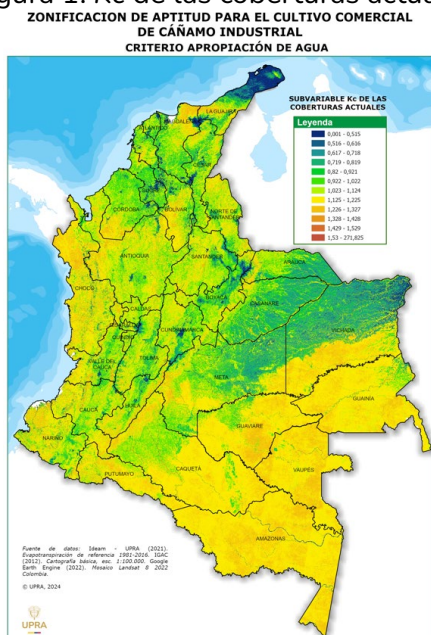 gura 1. Kc de las coberturas actua
ZONIFICACION DE APTITUD PARA EL CULTIVO COMERCIAL
DE CÁÑAMO INDUSTRIAL
CRITERIO APROPIACIÓN DE AGUA
SUBVARIABLE Kc DE LAS
COBERTURAS ACTUALES
Leyenda
0,001 - 0,515
0,516 - 0,616
0,617 - 0,718
0,719 - 0,819
0,82 - 0,921
0,922 - 1,022
1,023 - 1,124
1,125 - 1,225
1,226 - 1,327
1,328 - 1,428
1,429 - 1,529
1,53 - 271,825
LA GUAJIRA
ATLÁNTICO
MAGDALENA
CESAR
SUCRE
CÓRDOBA
BOLÍVAR
NORTE DE
SANTANDER
ANTIOQUIA
SANTANDER
ARAUCA
CHOCÓ
BOYACÁ
CASANARE
CALDAS
VICHADA
CUNDINAMARCA
QUINDÍO
TOLIMA
VALLE DEL
CAUCA
META
GUAINÍA
CAUCA
HUILA
GUAVIARE
NARIÑO
VAUPÉS
CAQUETÁ
PUTUMAYO
AMAZONAS
Fuente de datos: Ideam - UPRA (2021).
Evapotranspiración de referencia 1981-2016. IGAC
(2012). Cartografía básica, esc. 1:100.000. Google
Earth Engine (2022). Mosaico Landsat 8 2022
Colombia.
© UPRA, 2024
UPRA